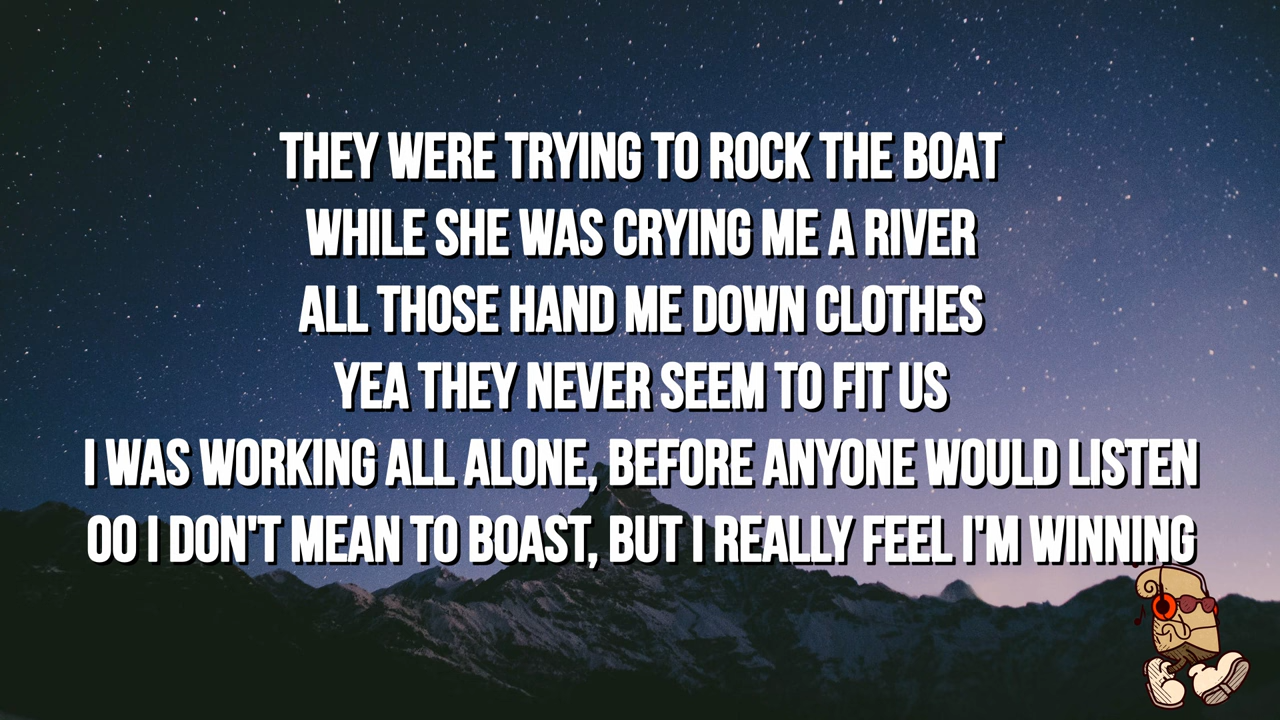 THEY WERE TRYING TO ROCK THE BOAT
WHILE SHE WAS CRYING ME A RIVER
ALL THOSE HAND ME DOWN CLOTHES
YEA THEY NEVER SEEM TO FIT US
I WAS WORKING ALL ALONE, BEFORE ANYONE WOULD LISTEN
OO I DON'T MEAN TO BOAST, BUT I REALLY FEEL I'M WINNING